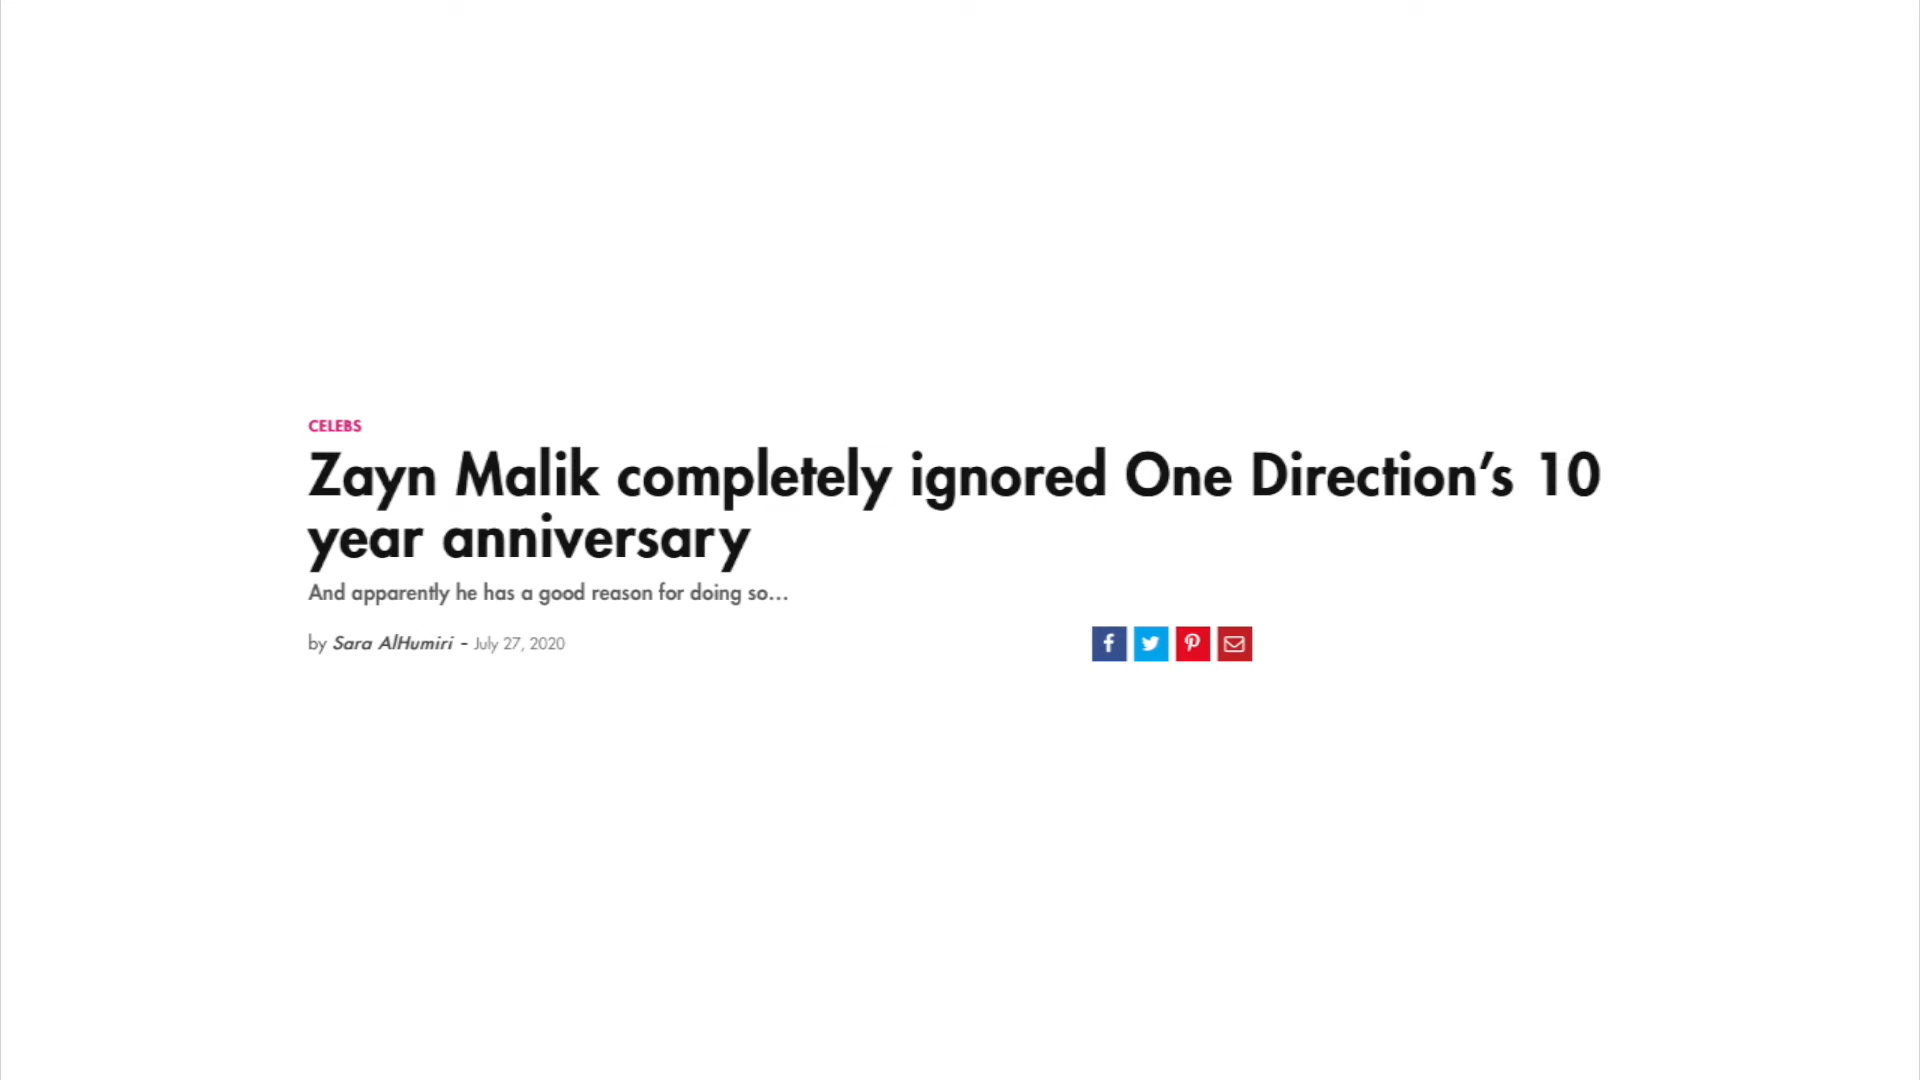 CELEBS
Zayn Malik completely ignored One Direction’s 10
year anniversary
And apparently he has a good reason for doing so...
by Sara AlHumiri - July 27, 2020